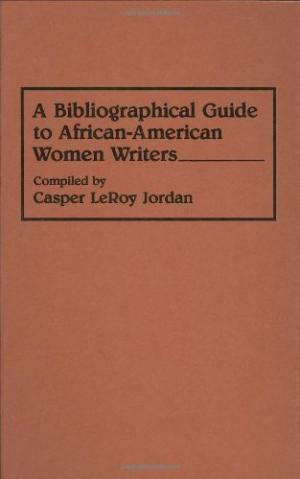 A Bibliographical Guide
to African-American
Women Writers
Compiled by
Casper LeRoy Jordan